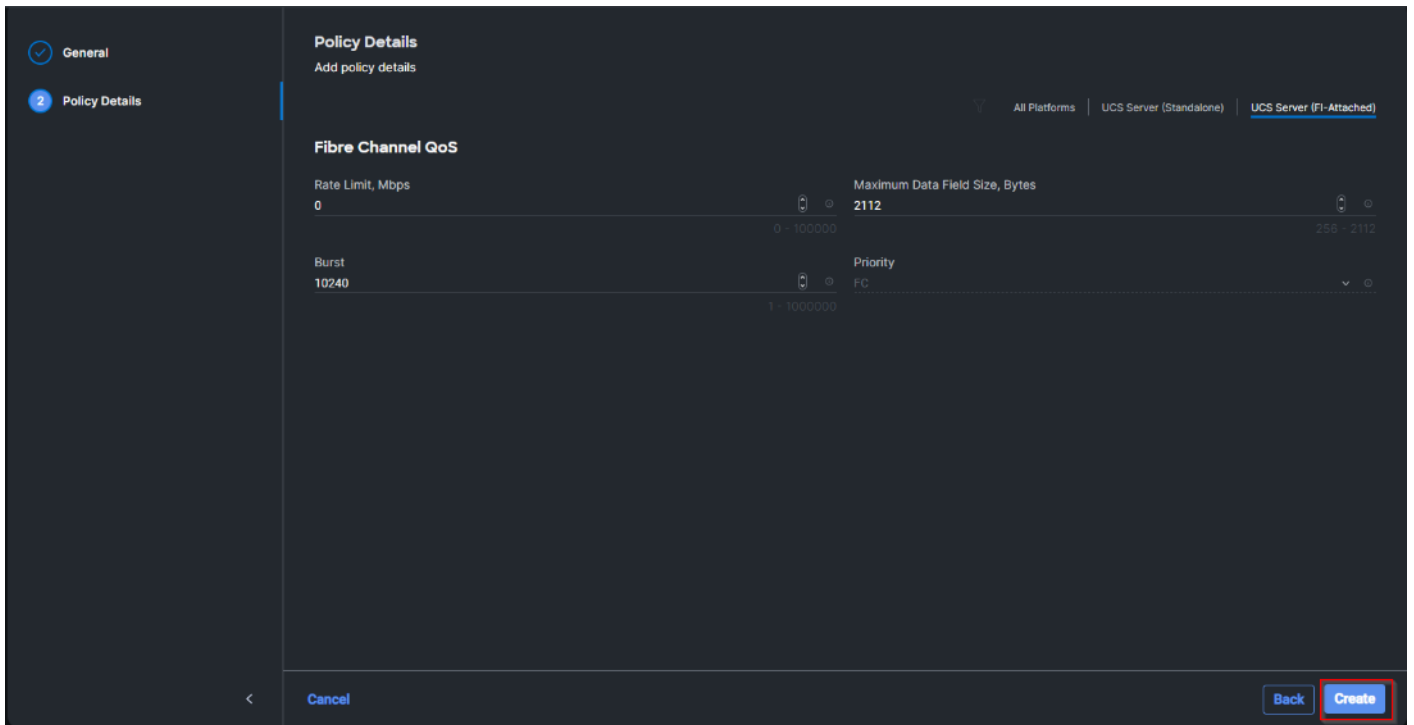 General
2 Policy Details
Policy Details
Add policy details
All Platforms UCS Server (Standalone) UCS Server (FI-Attached)
Fibre Channel QoS
Rate Limit, Mbps
0
0 - 100000
Maximum Data Field Size, Bytes
2112
256 - 2112
Burst
10240
1 - 1000000
Priority
FC
Cancel
Back
Create